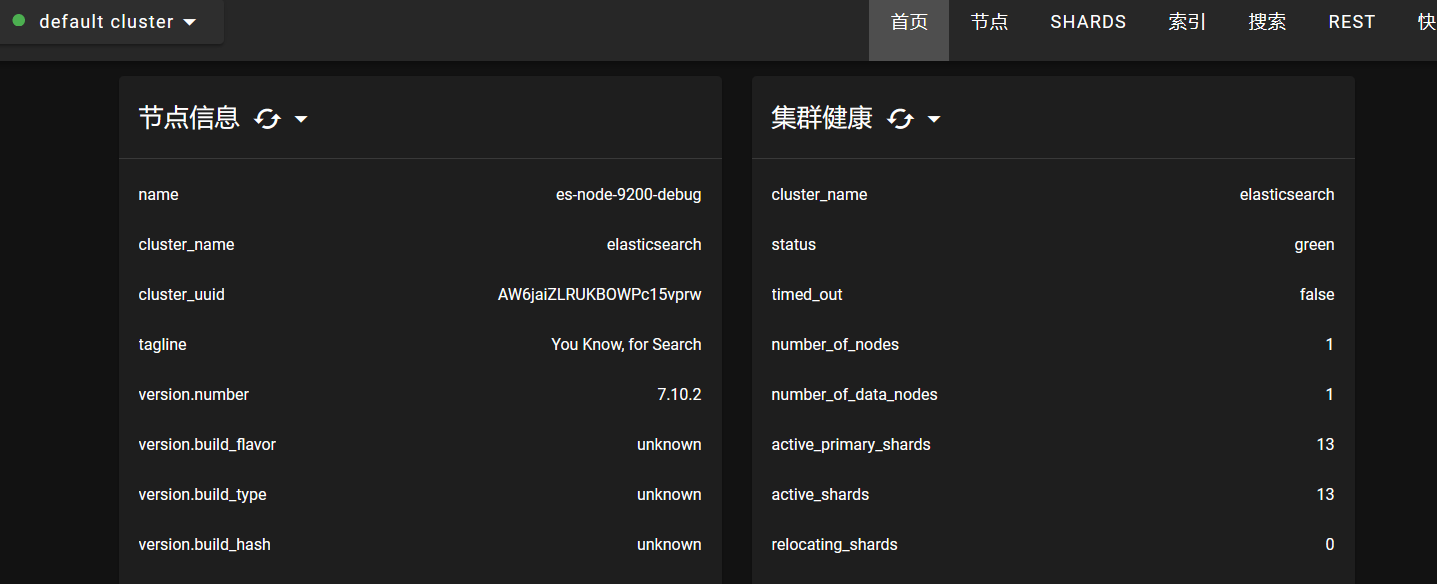 default cluster
首页 节点 SHARDS 索引 搜索 REST 快
节点信息
name es-node-9200-debug
cluster_name elasticsearch
cluster_uuid AW6jaiZLRUKBOWPc15vprw
tagline You Know, for Search
version.number 7.10.2
version.build_flavor unknown
version.build_type unknown
version.build_hash unknown
集群健康
cluster_name elasticsearch
status green
timed_out false
number_of_nodes 1
number_of_data_nodes 1
active_primary_shards 13
active_shards 13
relocating_shards 0